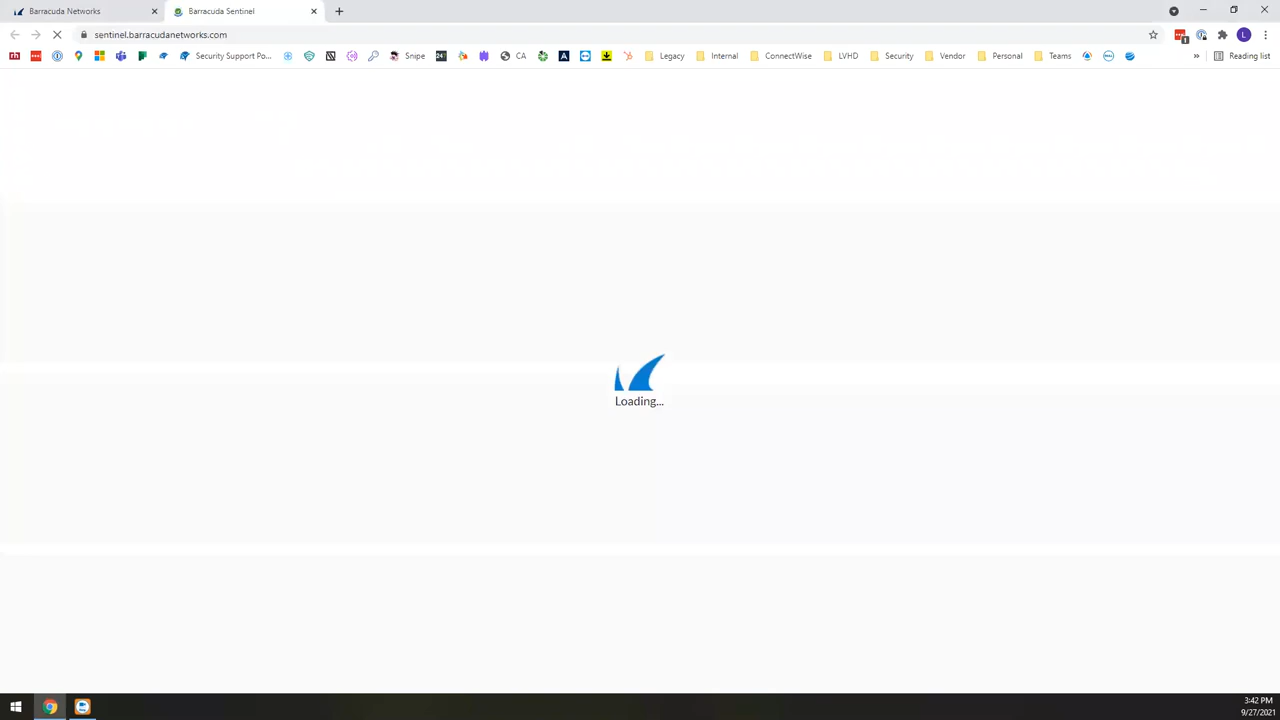 Barracuda Networks
Barracuda Sentinel
sentinel.barracudanetworks.com
Security Support Po...
Snipe
CA
Legacy
Internal
ConnectWise
LVHD
Security
Vendor
Personal
Teams
Reading list
Loading...
3:42 PM
9/27/2021